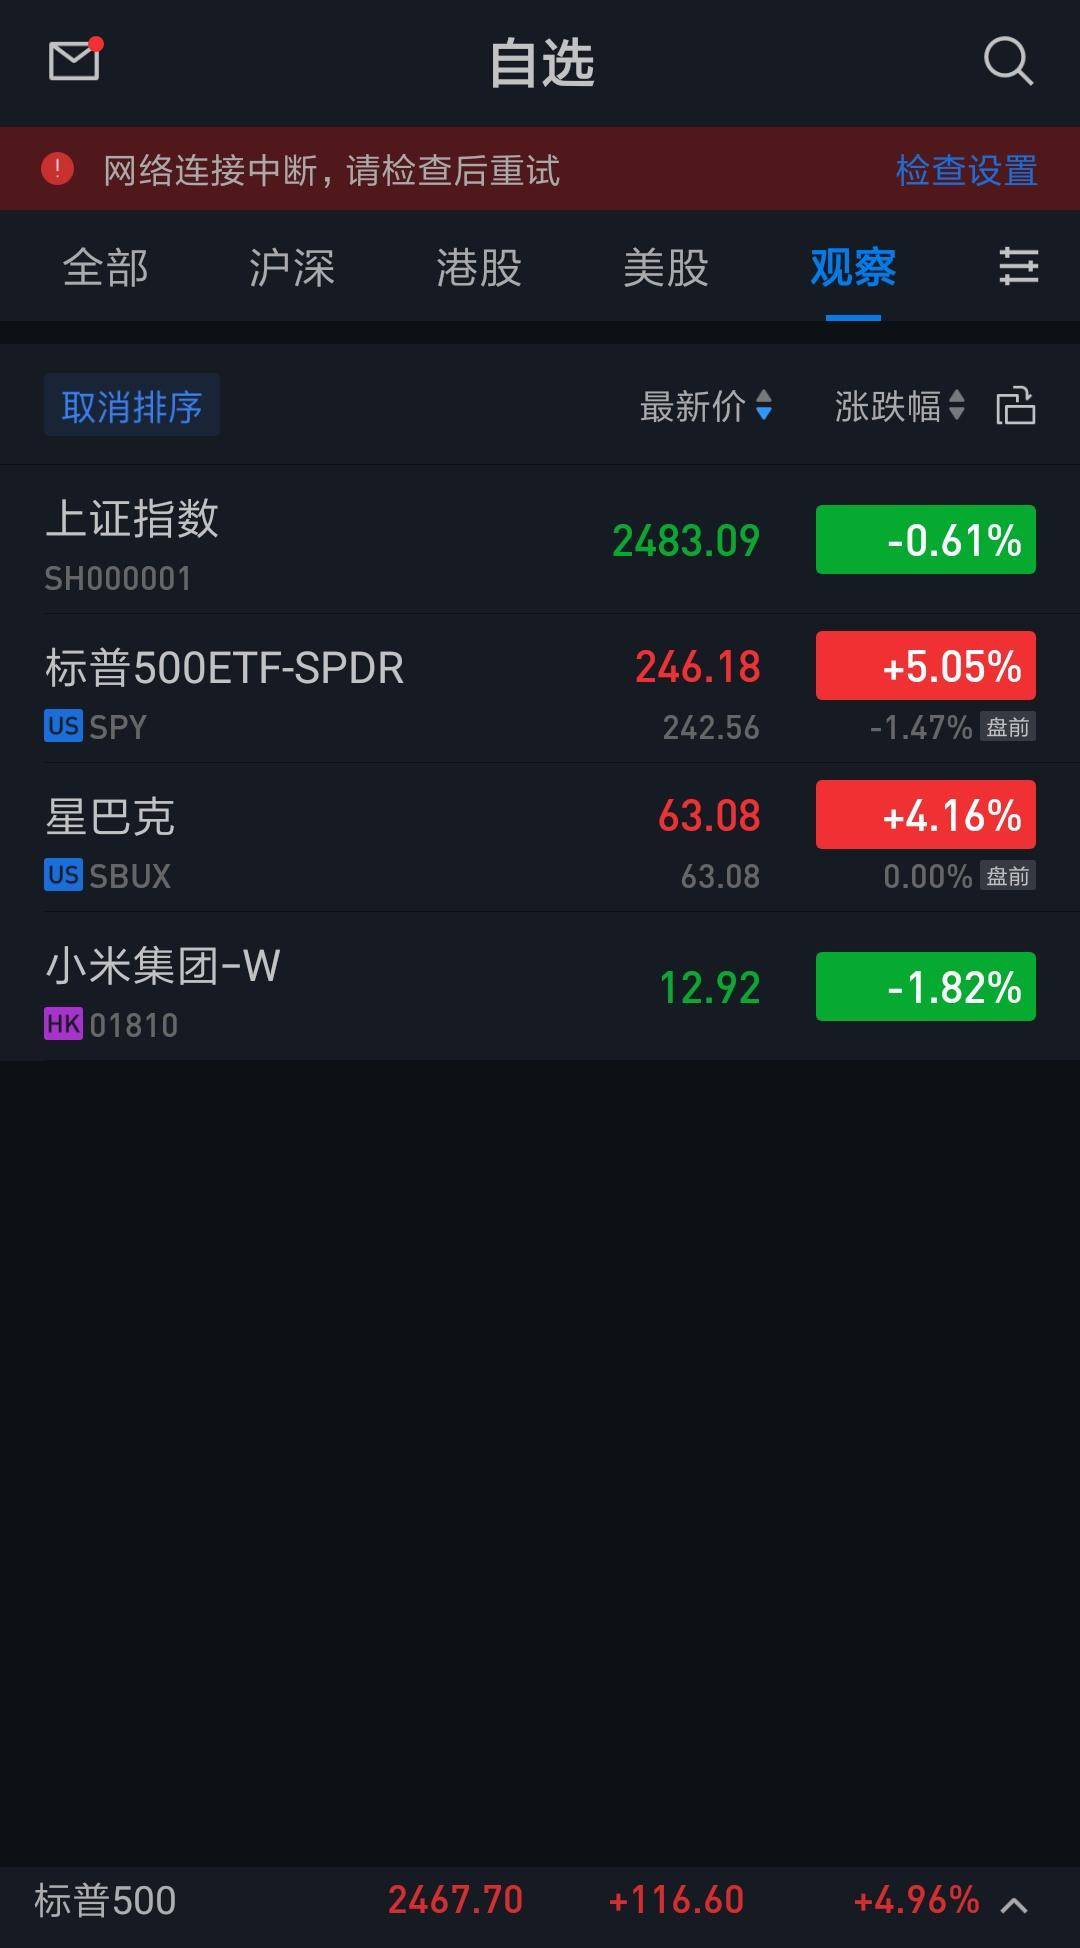 自选
网络连接中断，请检查后重试 检查设置
全部 沪深 港股 美股 观察
取消排序 最新价 涨跌幅
上证指数 2483.09 -0.61%
SH000001
标普500ETF-SPDR 246.18 +5.05%
US SPY 242.56 -1.47% 盘前
星巴克 63.08 +4.16%
US SBUX 63.08 0.00% 盘前
小米集团-W 12.92 -1.82%
HK 01810
标普500 2467.70 +116.60 +4.96%